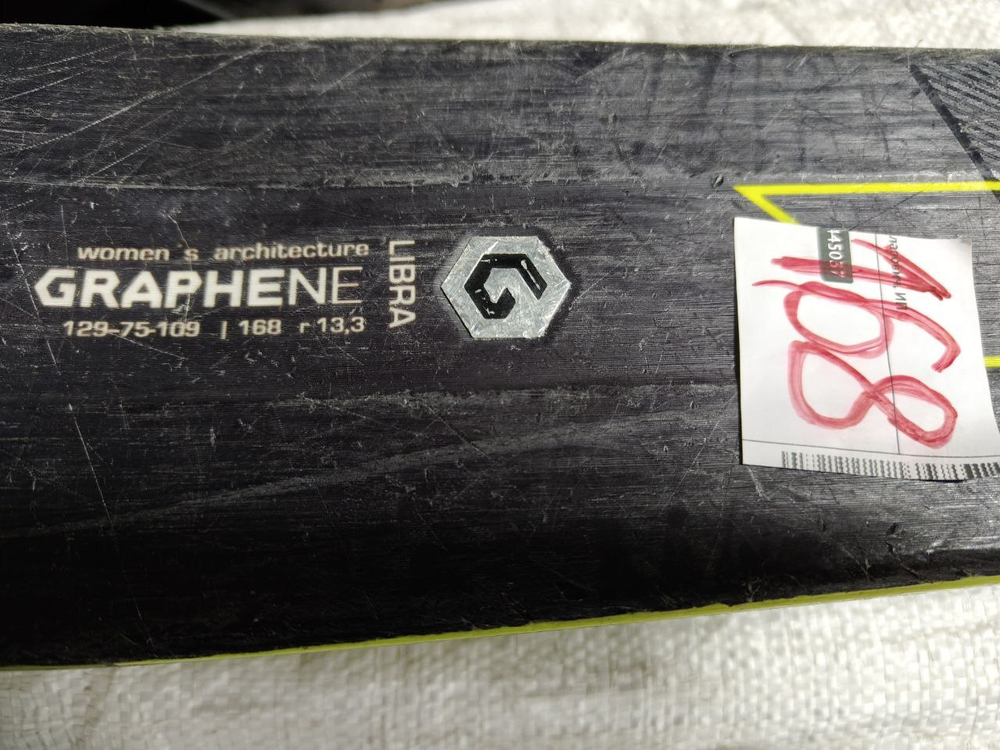 women´s architecture
GRAPHENE
129-75-109 | 168 r 13,3
LIBRA
168